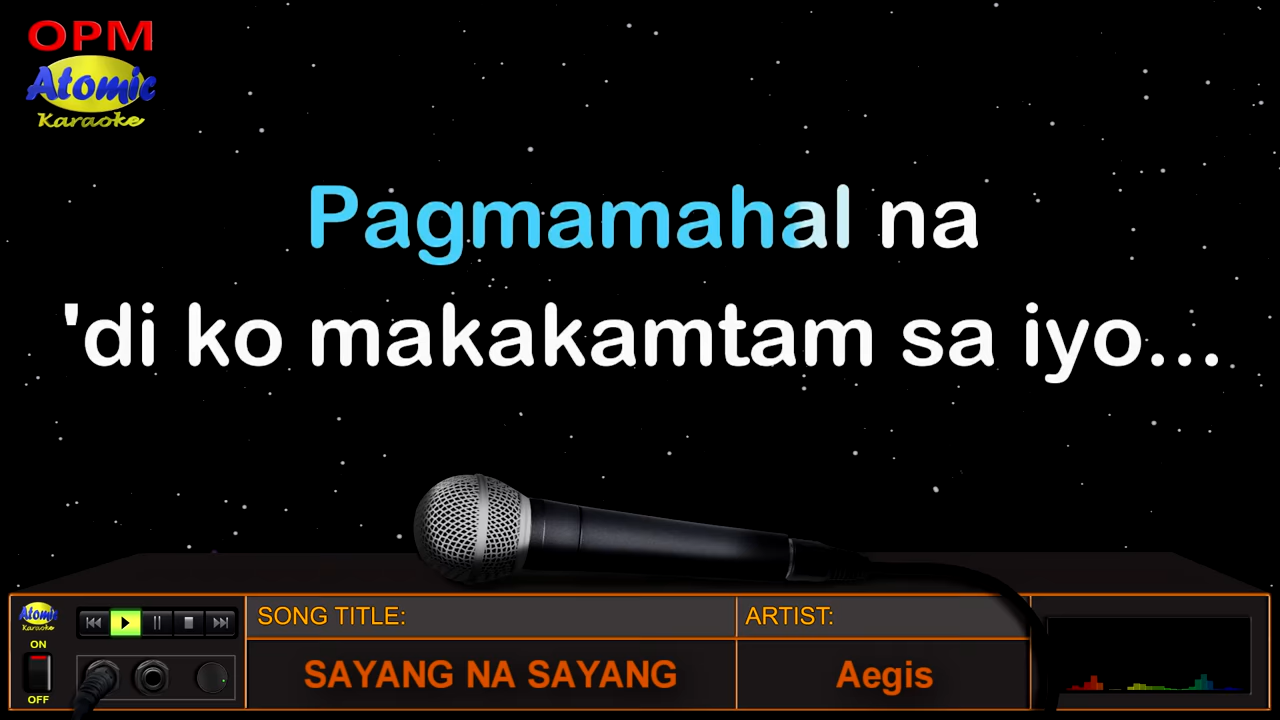 OPM
Atomic
Karaoke
Pagmamahal na
'di ko makakamtam sa iyo...
Atomic
Karaoke
ON
OFF
SONG TITLE:
ARTIST:
SAYANG NA SAYANG
Aegis